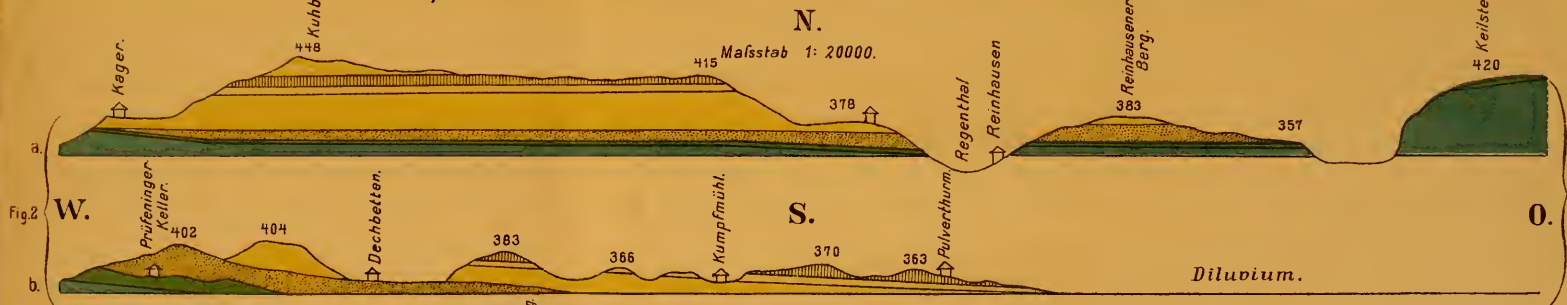 N.
Maſsstab 1: 20000.
Kager.
448
415
378
Regenthal
Reinhausen
Reinhausener
Berg.
383
357
420
a.
Fig.2
W.
S.
O.
Prüfeninger
Keller.
402
404
Dechbetten.
383
366
Kumpfmühl.
370
363
Pulverthurm.
Diluvium.
b.